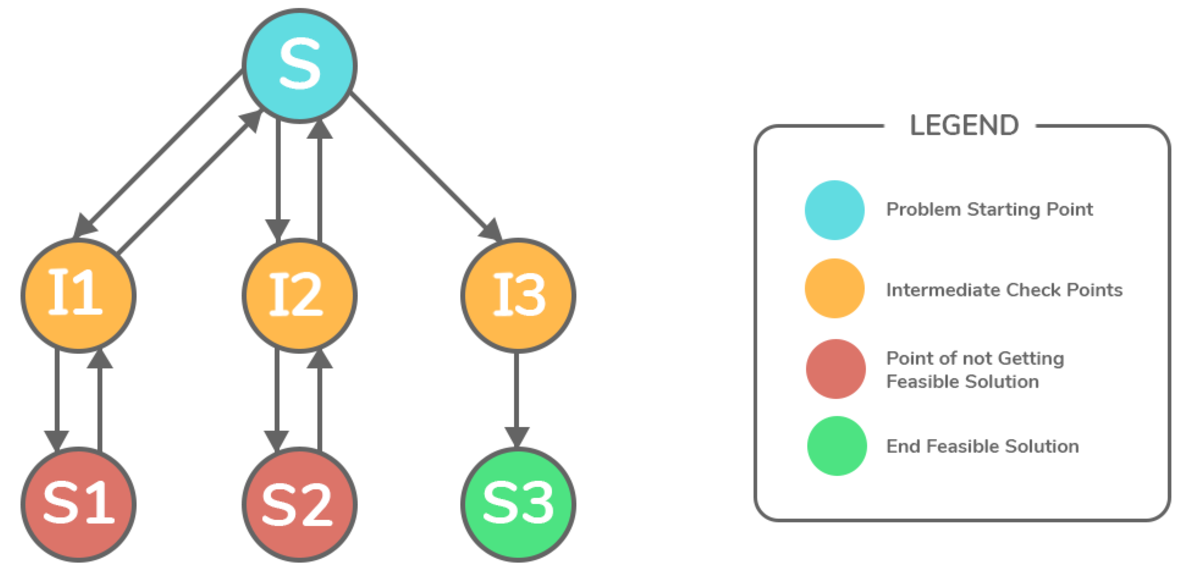 S
I1
I2
I3
S1
S2
S3
LEGEND
Problem Starting Point
Intermediate Check Points
Point of not Getting
Feasible Solution
End Feasible Solution